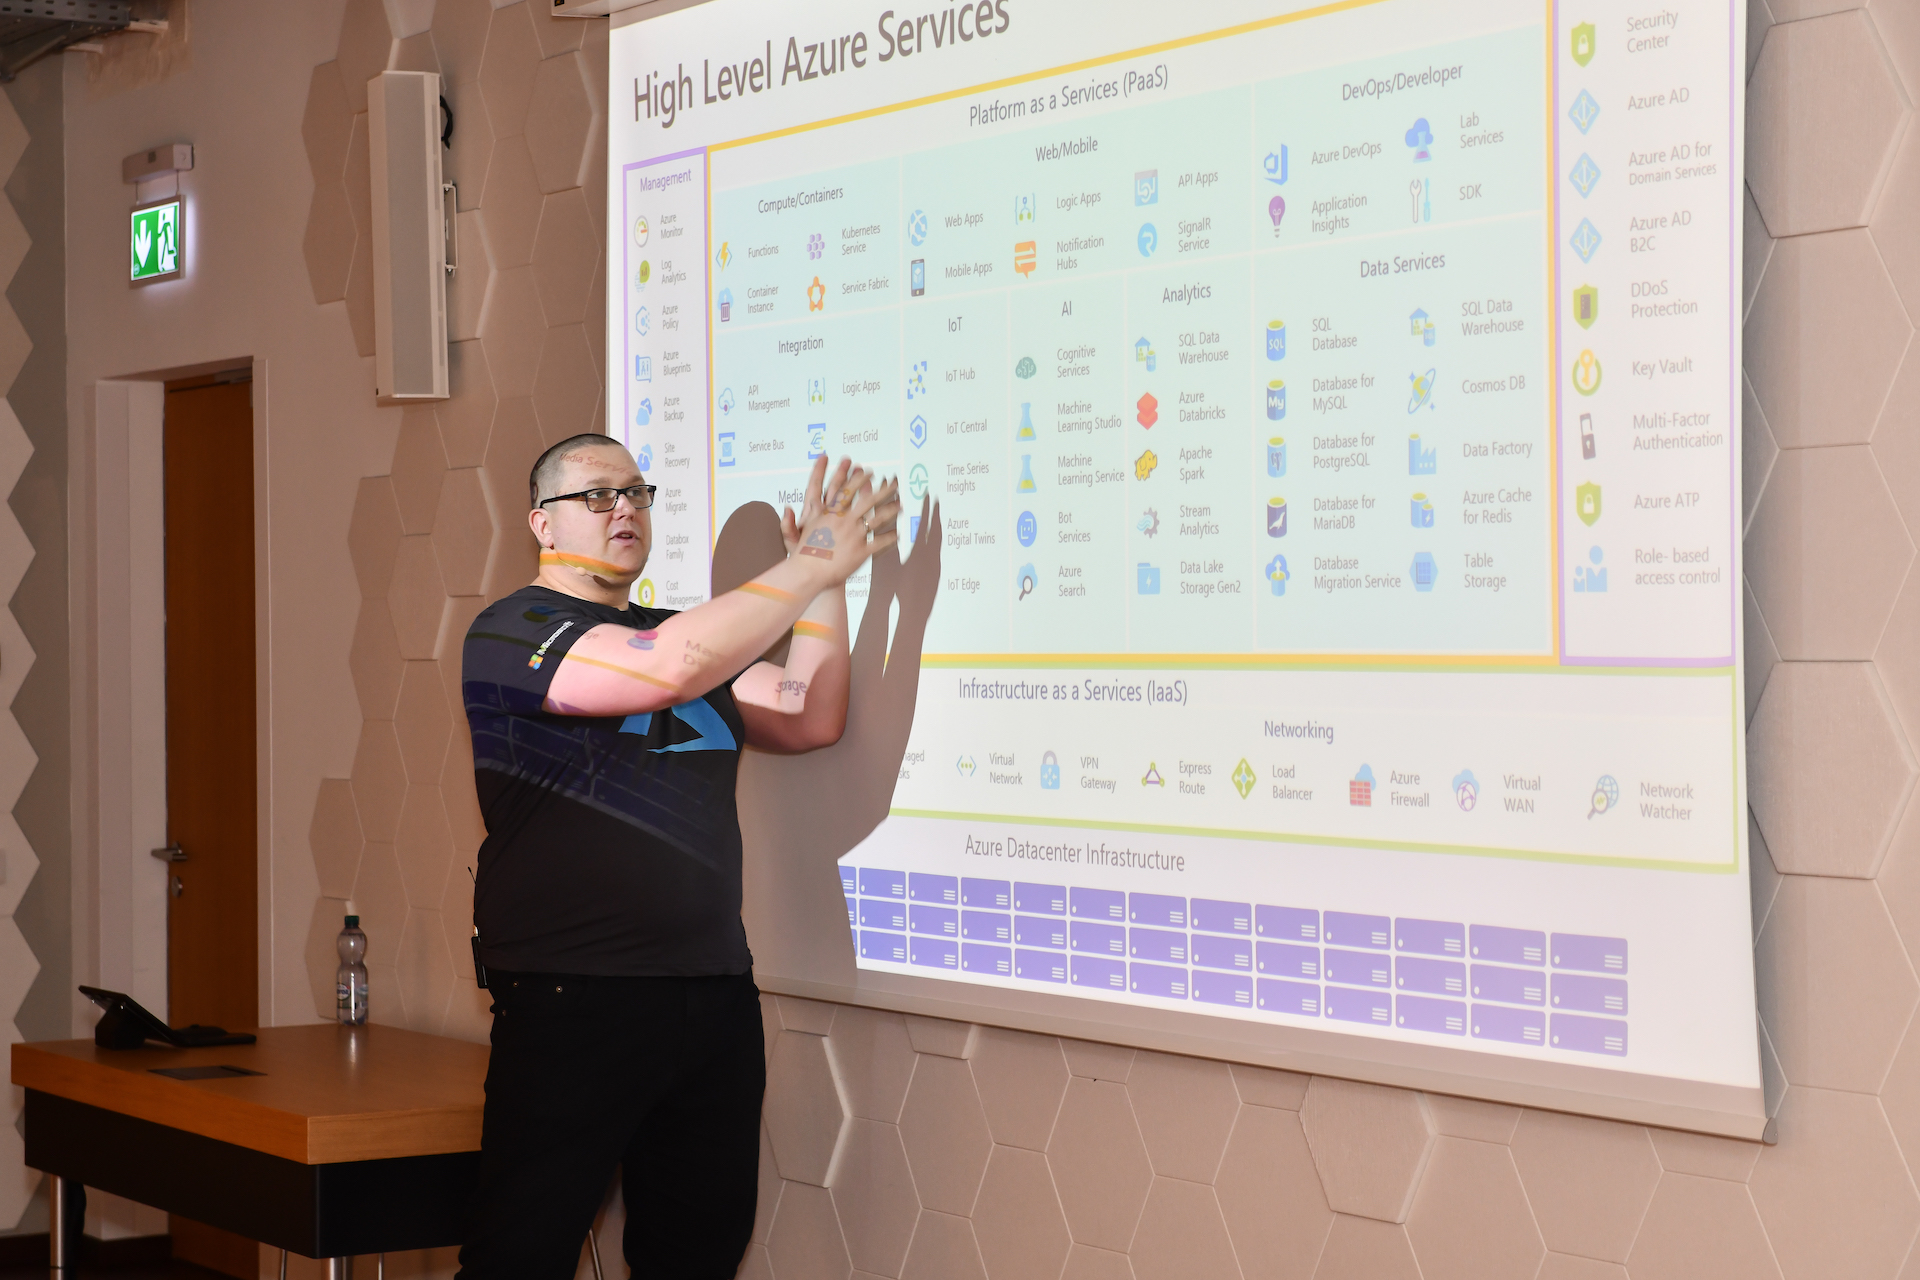 High Level Azure Services
Management
Azure
Monitor
Log
Analytics
Azure
Policy
Azure
Blueprints
Azure
Backup
Site
Recovery
Azure
Migrate
Databox
Family
Cost
Management
Platform as a Services (PaaS)
Compute/Containers
Functions
Kubernetes
Service
Container
Instance
Service Fabric
Web/Mobile
Web Apps
Logic Apps
API Apps
Mobile Apps
Notification
Hubs
SignalR
Service
DevOps/Developer
Azure DevOps
Lab
Services
Application
Insights
SDK
Integration
API
Management
Logic Apps
Service Bus
Event Grid
Media
IoT
IoT Hub
IoT Central
Time Series
Insights
Azure
Digital Twins
IoT Edge
AI
Cognitive
Services
Machine
Learning Studio
Machine
Learning Service
Bot
Services
Azure
Search
Analytics
SQL Data
Warehouse
Azure
Databricks
Apache
Spark
Stream
Analytics
Data Lake
Storage Gen2
Data Services
SQL
Database
SQL Data
Warehouse
Database for
MySQL
Cosmos DB
Database for
PostgreSQL
Data Factory
Database for
MariaDB
Azure Cache
for Redis
Database
Migration Service
Table
Storage
Security
Center
Azure AD
Azure AD for
Domain Services
Azure AD
B2C
DDoS
Protection
Key Vault
Multi-Factor
Authentication
Azure ATP
Role- based
access control
Infrastructure as a Services (IaaS)
Networking
Virtual
Network
VPN
Gateway
Express
Route
Load
Balancer
Azure
Firewall
Virtual
WAN
Network
Watcher
Azure Datacenter Infrastructure
SQL
My
Microsoft